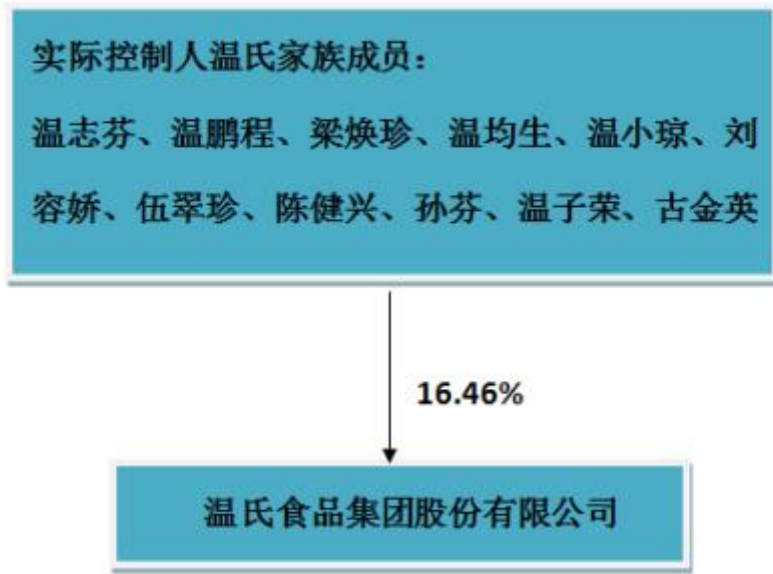 实际控制人温氏家族成员：
温志芬、温鹏程、梁焕珍、温均生、温小琼、刘
容娇、伍翠珍、陈健兴、孙芬、温子荣、古金英
16.46%
温氏食品集团股份有限公司